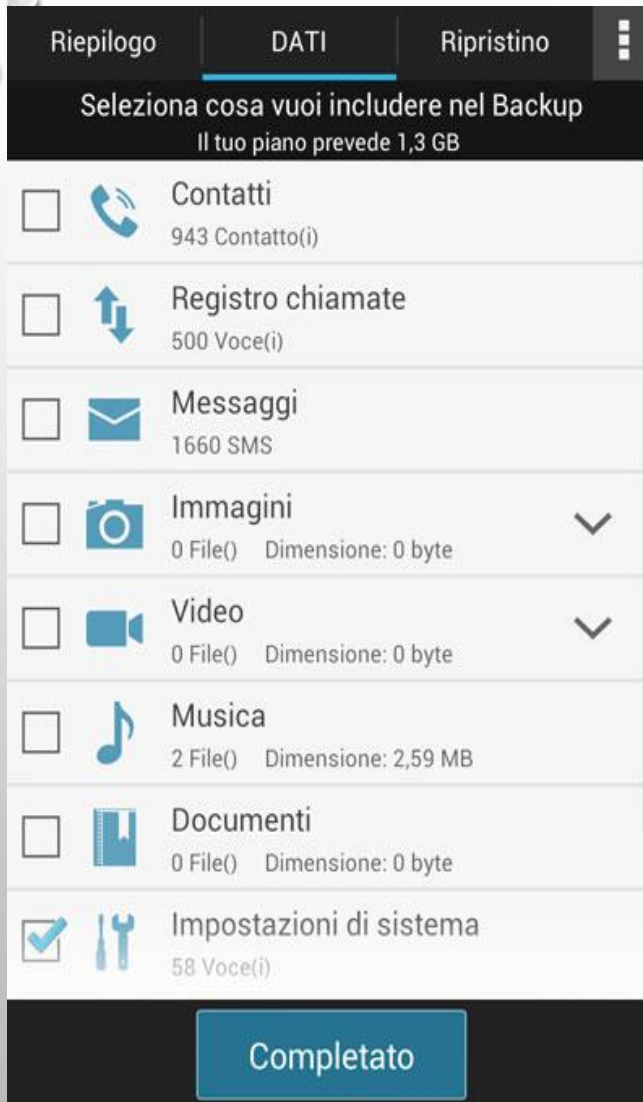 Riepilogo DATI Ripristino
Seleziona cosa vuoi includere nel Backup
Il tuo piano prevede 1,3 GB
Contatti
943 Contatto(i)
Registro chiamate
500 Voce(i)
Messaggi
1660 SMS
Immagini
0 File() Dimensione: 0 byte
Video
0 File() Dimensione: 0 byte
Musica
2 File() Dimensione: 2,59 MB
Documenti
0 File() Dimensione: 0 byte
Impostazioni di sistema
58 Voce(i)
Completato